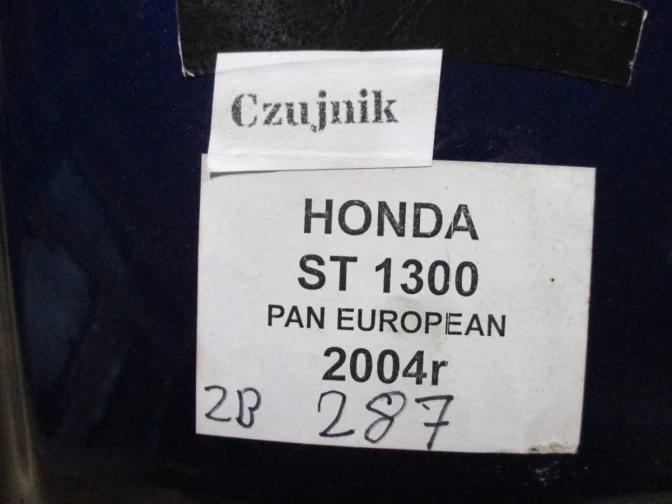 Czujnik
HONDA
ST 1300
PAN EUROPEAN
2004r
2B 287